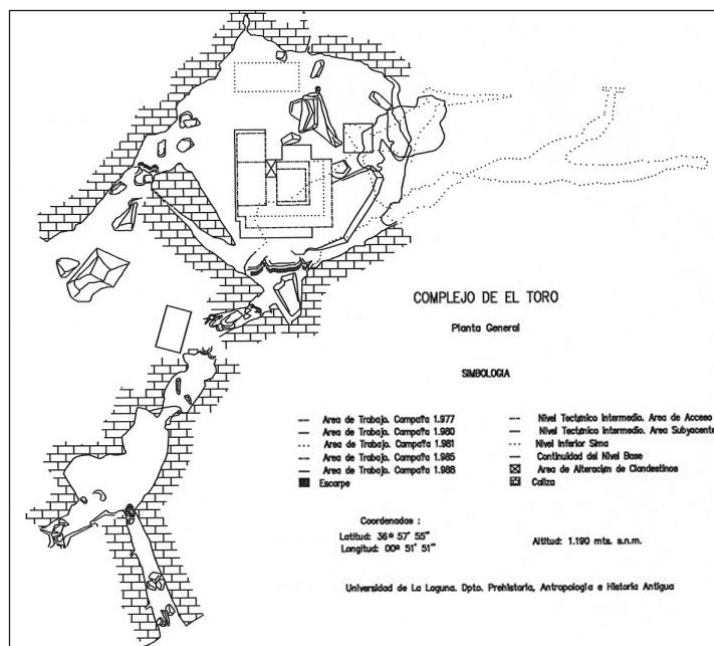 COMPLEJO DE EL TORO
Planta General
SIMBOLOGIA
Area de Trabajo. Campaña 1.977
Area de Trabajo. Campaña 1.980
Area de Trabajo. Campaña 1.981
Area de Trabajo. Campaña 1.985
Area de Trabajo. Campaña 1.988
Escarpe
Nivel Tectónico Intermedio. Area de Acceso
Nivel Tectónico Intermedio. Area Subyacente
Nivel Inferior Sima
Continuidad del Nivel Base
Area de Alteración de Clandestinos
Caliza
Coordenadas :
Latitud: 36º 57' 55"
Longitud: 00º 51' 51"
Altitud: 1.190 mts. s.n.m.
Universidad de La Laguna. Dpto. Prehistoria, Antropología e Historia Antigua